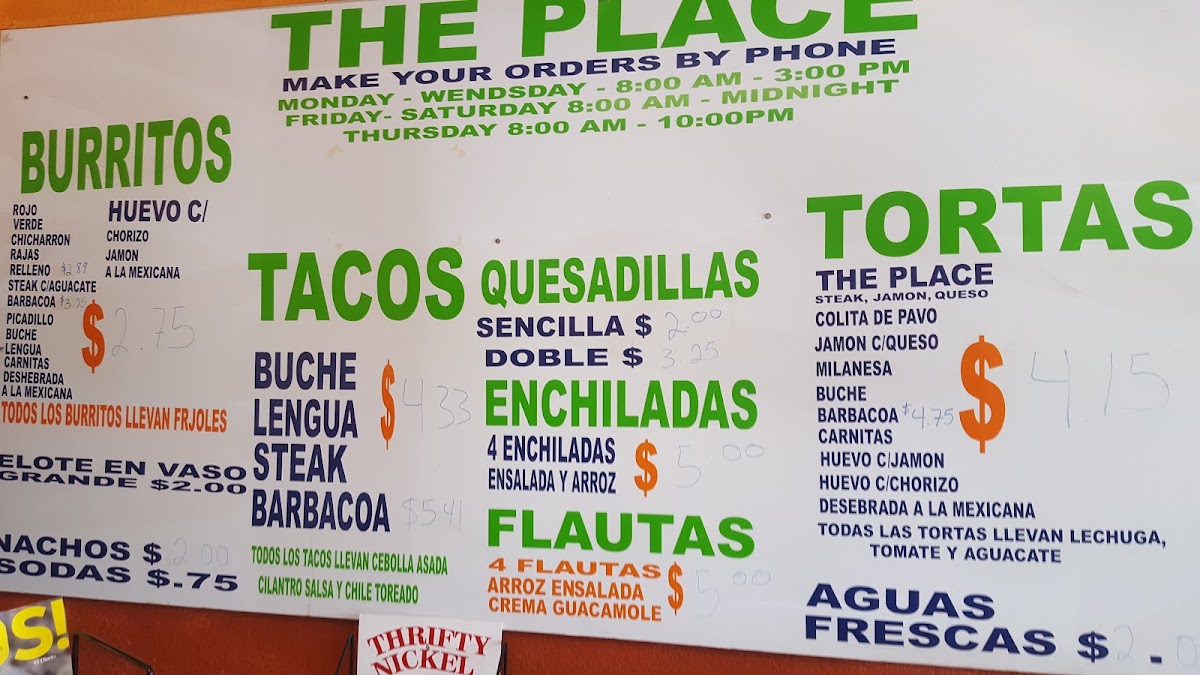 THE PLACE
MAKE YOUR ORDERS BY PHONE
MONDAY - WENDSDAY - 8:00 AM - 3:00 PM
FRIDAY- SATURDAY 8:00 AM - MIDNIGHT
THURSDAY 8:00 AM - 10:00PM
BURRITOS
ROJO
VERDE
CHICHARRON
RAJAS
RELLENO $2.89
STEAK C/AGUACATE
BARBACOA $3.25
PICADILLO
BUCHE
LENGUA
CARNITAS
DESHEBRADA
A LA MEXICANA
$2.75
HUEVO C/
CHORIZO
JAMON
A LA MEXICANA
TODOS LOS BURRITOS LLEVAN FRJOLES
ELOTE EN VASO
GRANDE $2.00
NACHOS $2.00
SODAS $.75
TACOS
BUCHE
LENGUA
STEAK
$4.33
BARBACOA $5.41
TODOS LOS TACOS LLEVAN CEBOLLA ASADA
CILANTRO SALSA Y CHILE TOREADO
QUESADILLAS
SENCILLA $2.00
DOBLE $3.25
ENCHILADAS
4 ENCHILADAS
ENSALADA Y ARROZ
$5.00
FLAUTAS
4 FLAUTAS
ARROZ ENSALADA
CREMA GUACAMOLE
$5.00
TORTAS
THE PLACE
STEAK, JAMON, QUESO
COLITA DE PAVO
JAMON C/QUESO
MILANESA
BUCHE
BARBACOA $4.75
CARNITAS
HUEVO C/JAMON
HUEVO C/CHORIZO
DESEBRADA A LA MEXICANA
$4.15
TODAS LAS TORTAS LLEVAN LECHUGA,
TOMATE Y AGUACATE
AGUAS
FRESCAS $2.0
THRIFTY
NICKEL
OS!